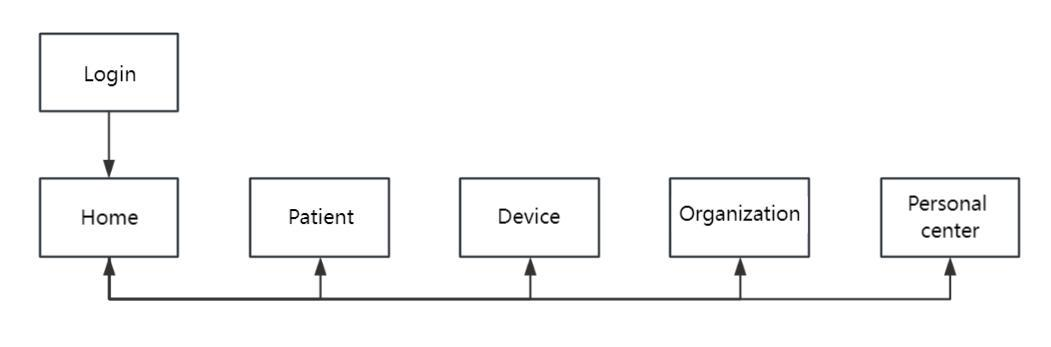 Login
Home
Patient
Device
Organization
Personal
center